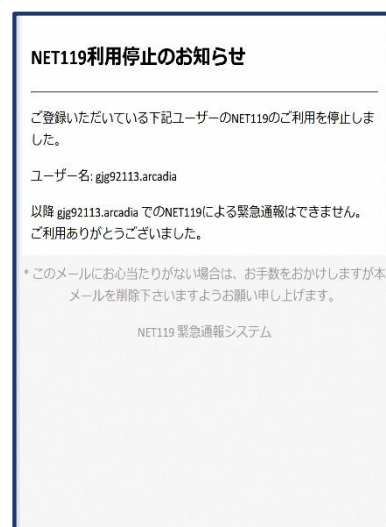 NET119利用停止のお知らせ
ご登録いただいている下記ユーザーのNET119のご利用を停止しま
した。
ユーザー名: gjg92113.arcadia
以降 gjg92113.arcadia でのNET119による緊急通報はできません。
ご利用ありがとうございました。
* このメールにお心当たりがない場合は、お手数をおかけしますが本
メールを削除下さいますようお願い申し上げます。
NET119 緊急通報システム